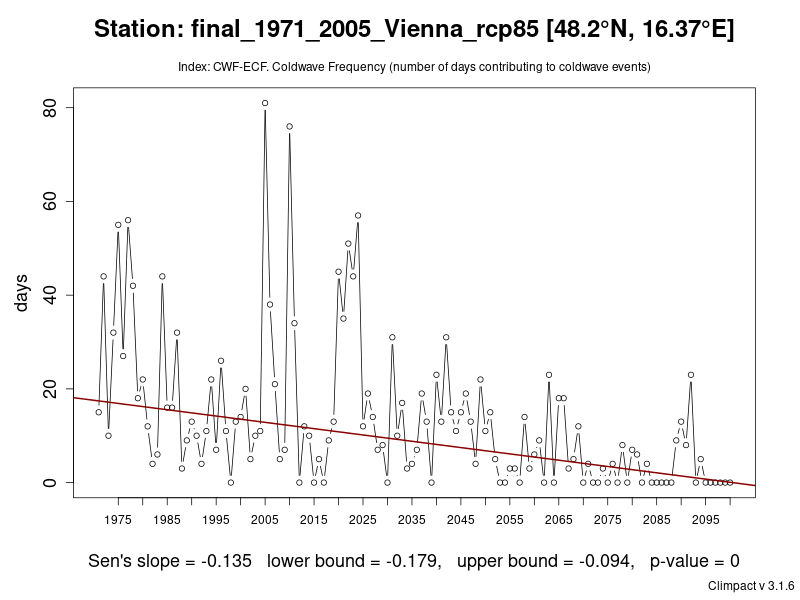 Station: final_1971_2005_Vienna_rcp85 [48.2°N, 16.37°E]
Index: CWF-ECF. Coldwave Frequency (number of days contributing to coldwave events)
80
60
40
20
0
days
1975 1985 1995 2005 2015 2025 2035 2045 2055 2065 2075 2085 2095
Sen's slope = -0.135 lower bound = -0.179, upper bound = -0.094, p-value = 0
Climpact v 3.1.6